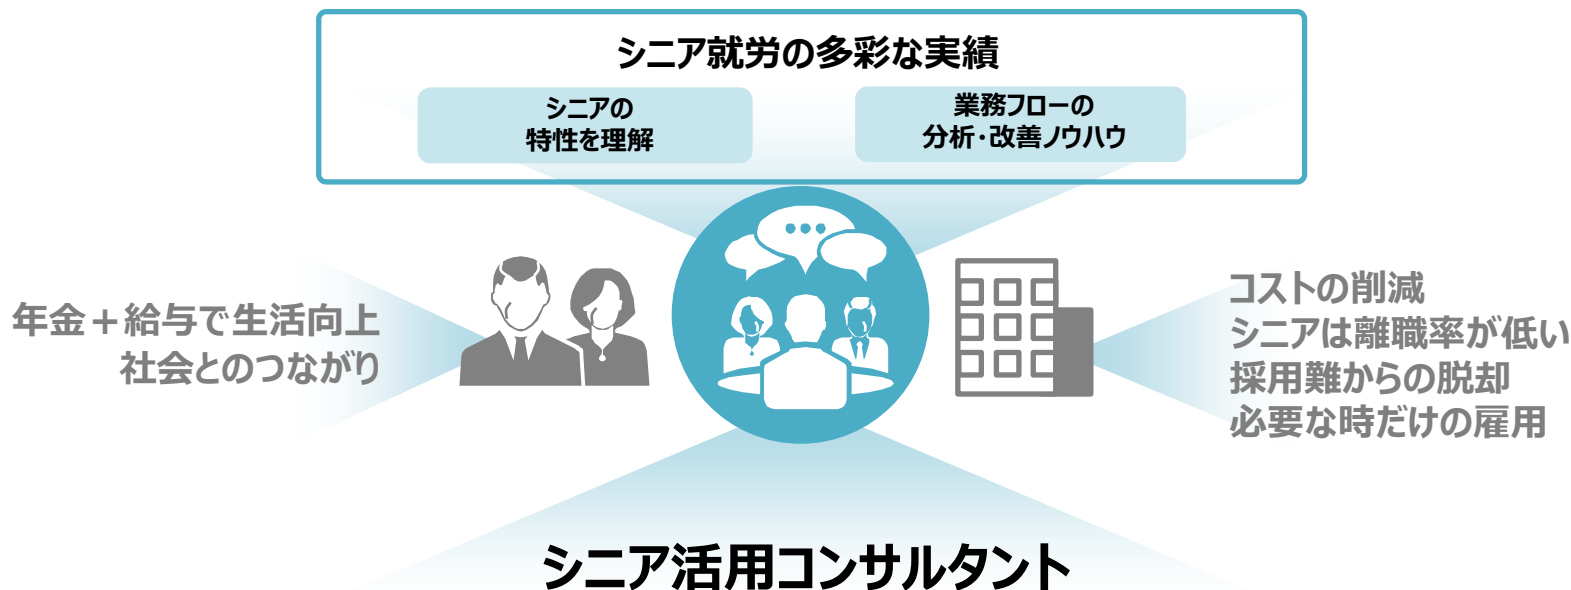 シニア就労の多彩な実績
シニアの
特性を理解
業務フローの
分析・改善ノウハウ
年金＋給与で生活向上
社会とのつながり
コストの削減
シニアは離職率が低い
採用難からの脱却
必要な時だけの雇用
シニア活用コンサルタント